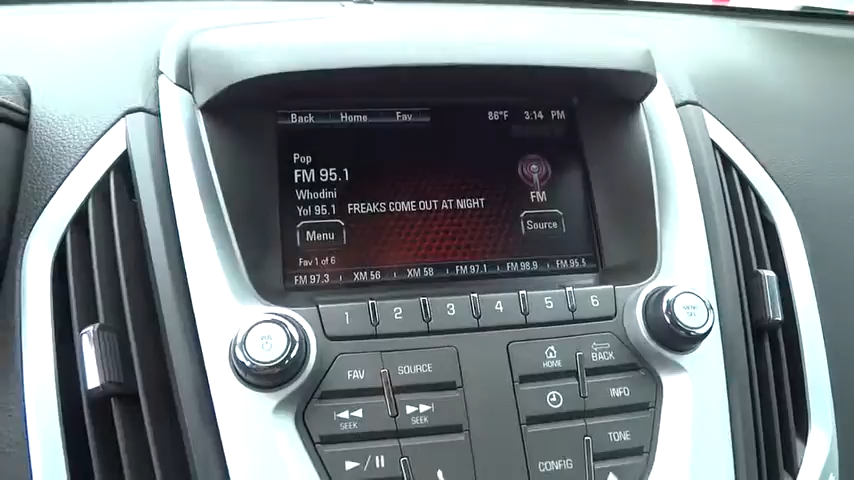 Back Home Fav 86°F 3:14 PM
Pop
FM 95.1
Whodini
Yo! 95.1 FREAKS COME OUT AT NIGHT
FM
Menu Source
Fav 1 of 6
FM 97.3 XM 56 XM 58 FM 97.1 FM 98.9 FM 95.5
1 2 3 4 5 6
FAV SOURCE HOME BACK
SEEK SEEK INFO
TONE
CONFIG